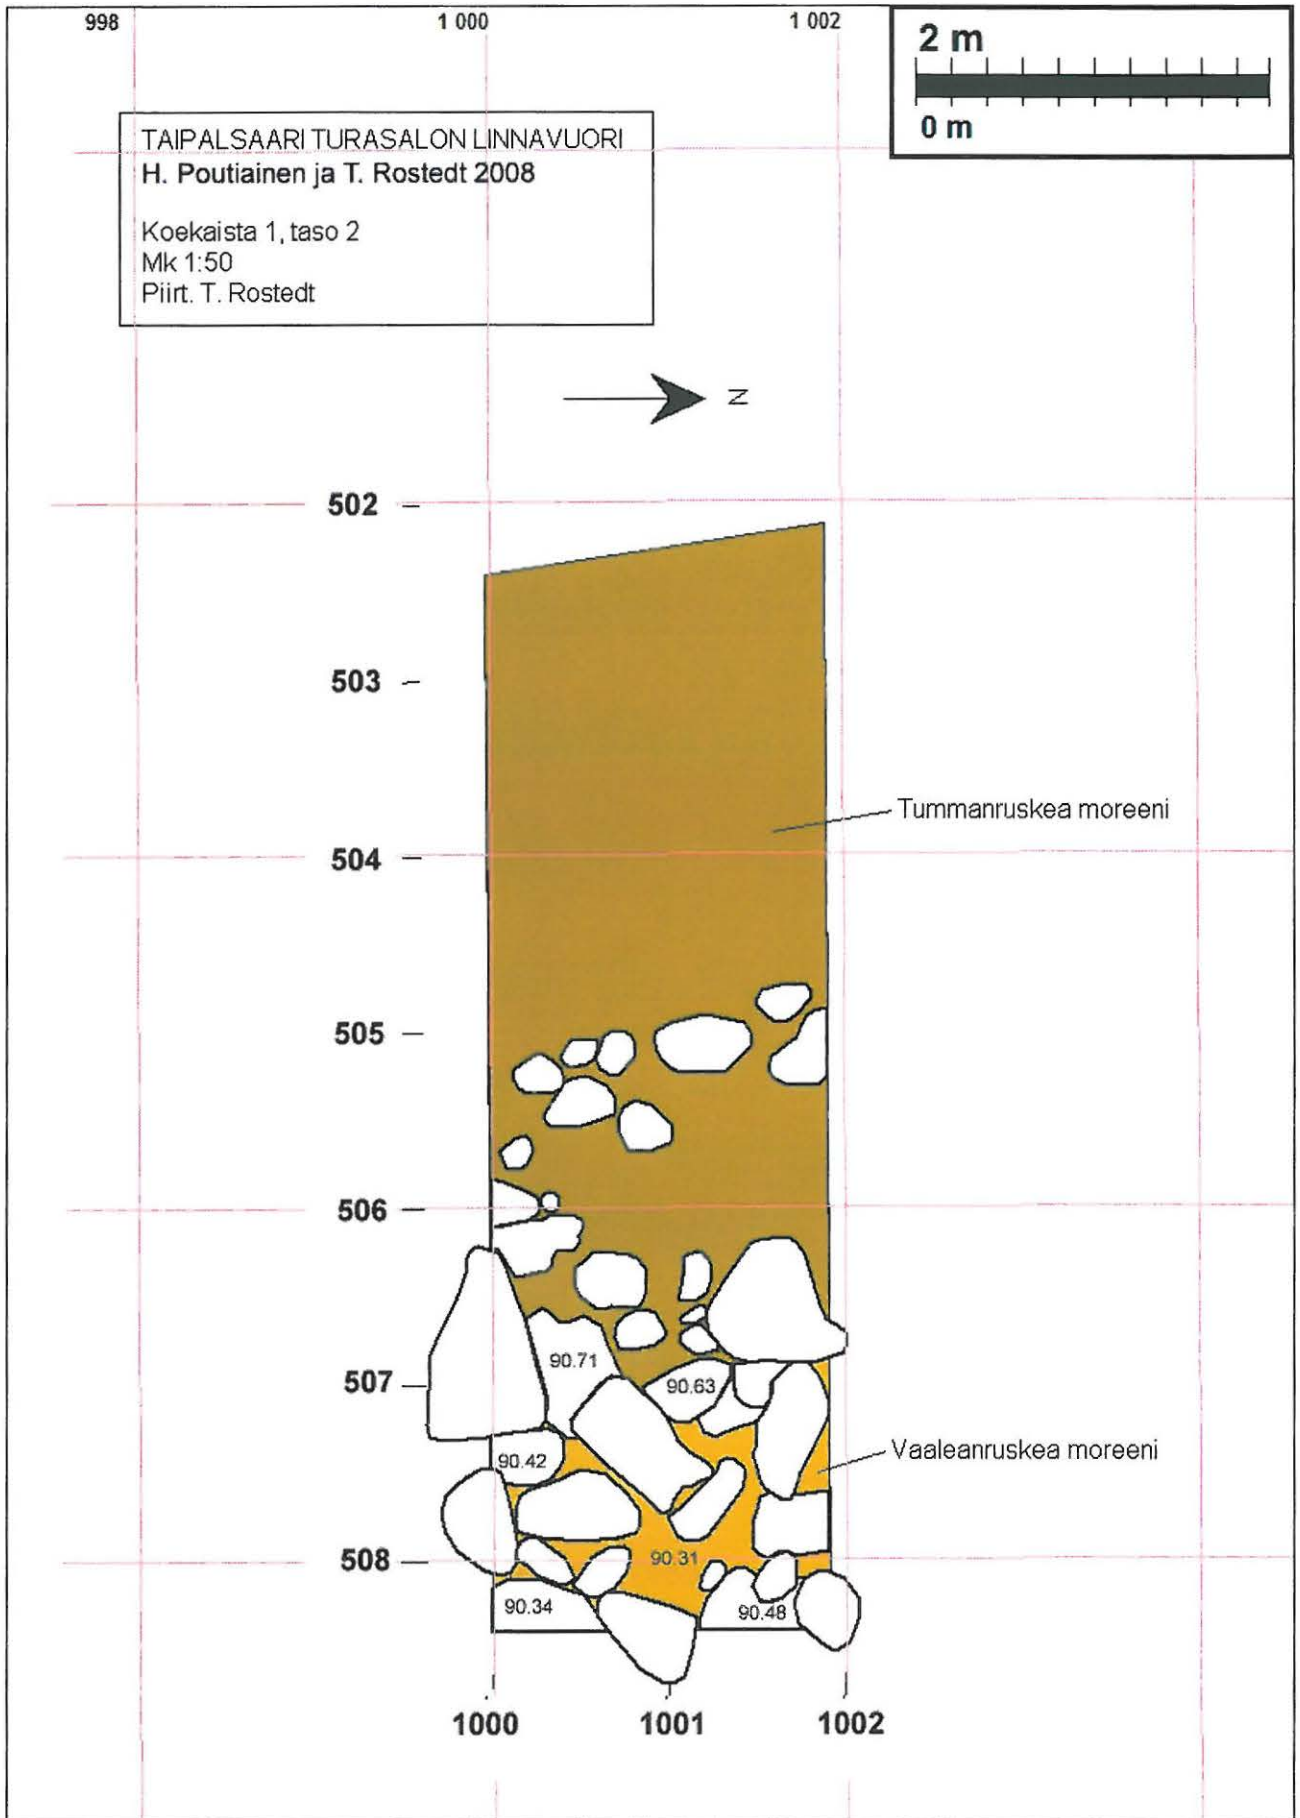 998
1 000
1 002
2 m
0 m
TAIPALSAARI TURASALON LINNAVUORI
H. Poutiainen ja T. Rostedt 2008
Koekaista 1, taso 2
Mk 1:50
Piirt. T. Rostedt
N
502
503
Tummanruskea moreeni
504
505
506
90.71
507
90.63
Vaaleanruskea moreeni
90.42
508
90.31
90.34
90.48
1000
1001
1002